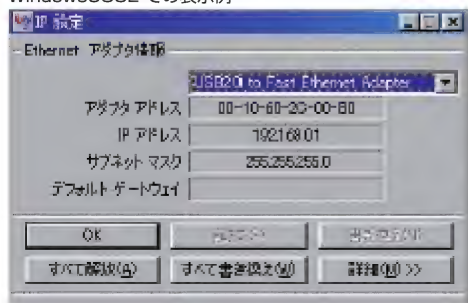 WindowsSE での表示例
IP 設定
Ethernet アダプタ情報
USB2.0 to Fast Ethernet Adapter
アダプタ アドレス 00-10-60-20-00-B0
IP アドレス 192.168.0.1
サブネット マスク 255.255.255.0
デフォルト ゲートウェイ
OK
すべて解放(A) すべて書き換え(W) 詳細(M) >>